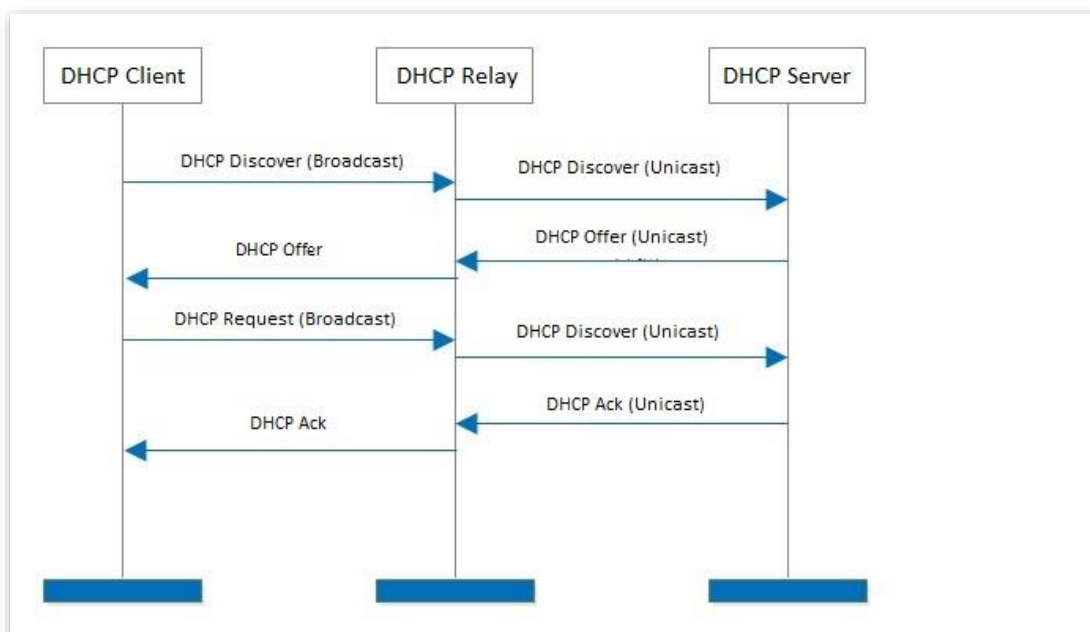 DHCP Client
DHCP Relay
DHCP Server
DHCP Discover (Broadcast)
DHCP Discover (Unicast)
DHCP Offer (Unicast)
DHCP Offer
DHCP Request (Broadcast)
DHCP Discover (Unicast)
DHCP Ack (Unicast)
DHCP Ack